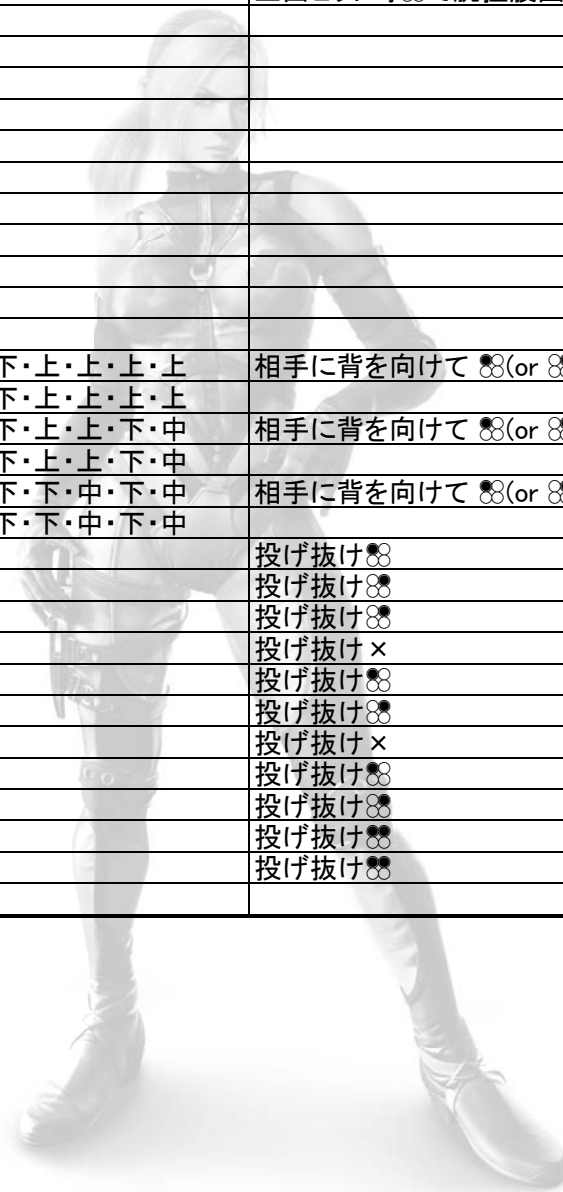 下・上・上・上・上 相手に背を向けて (or
下・上・上・上・上
下・上・上・下・中 相手に背を向けて (or
下・上・上・下・中
下・下・中・下・中 相手に背を向けて (or
下・下・中・下・中
投げ抜け
投げ抜け
投げ抜け
投げ抜け×
投げ抜け
投げ抜け
投げ抜け×
投げ抜け
投げ抜け
投げ抜け
投げ抜け